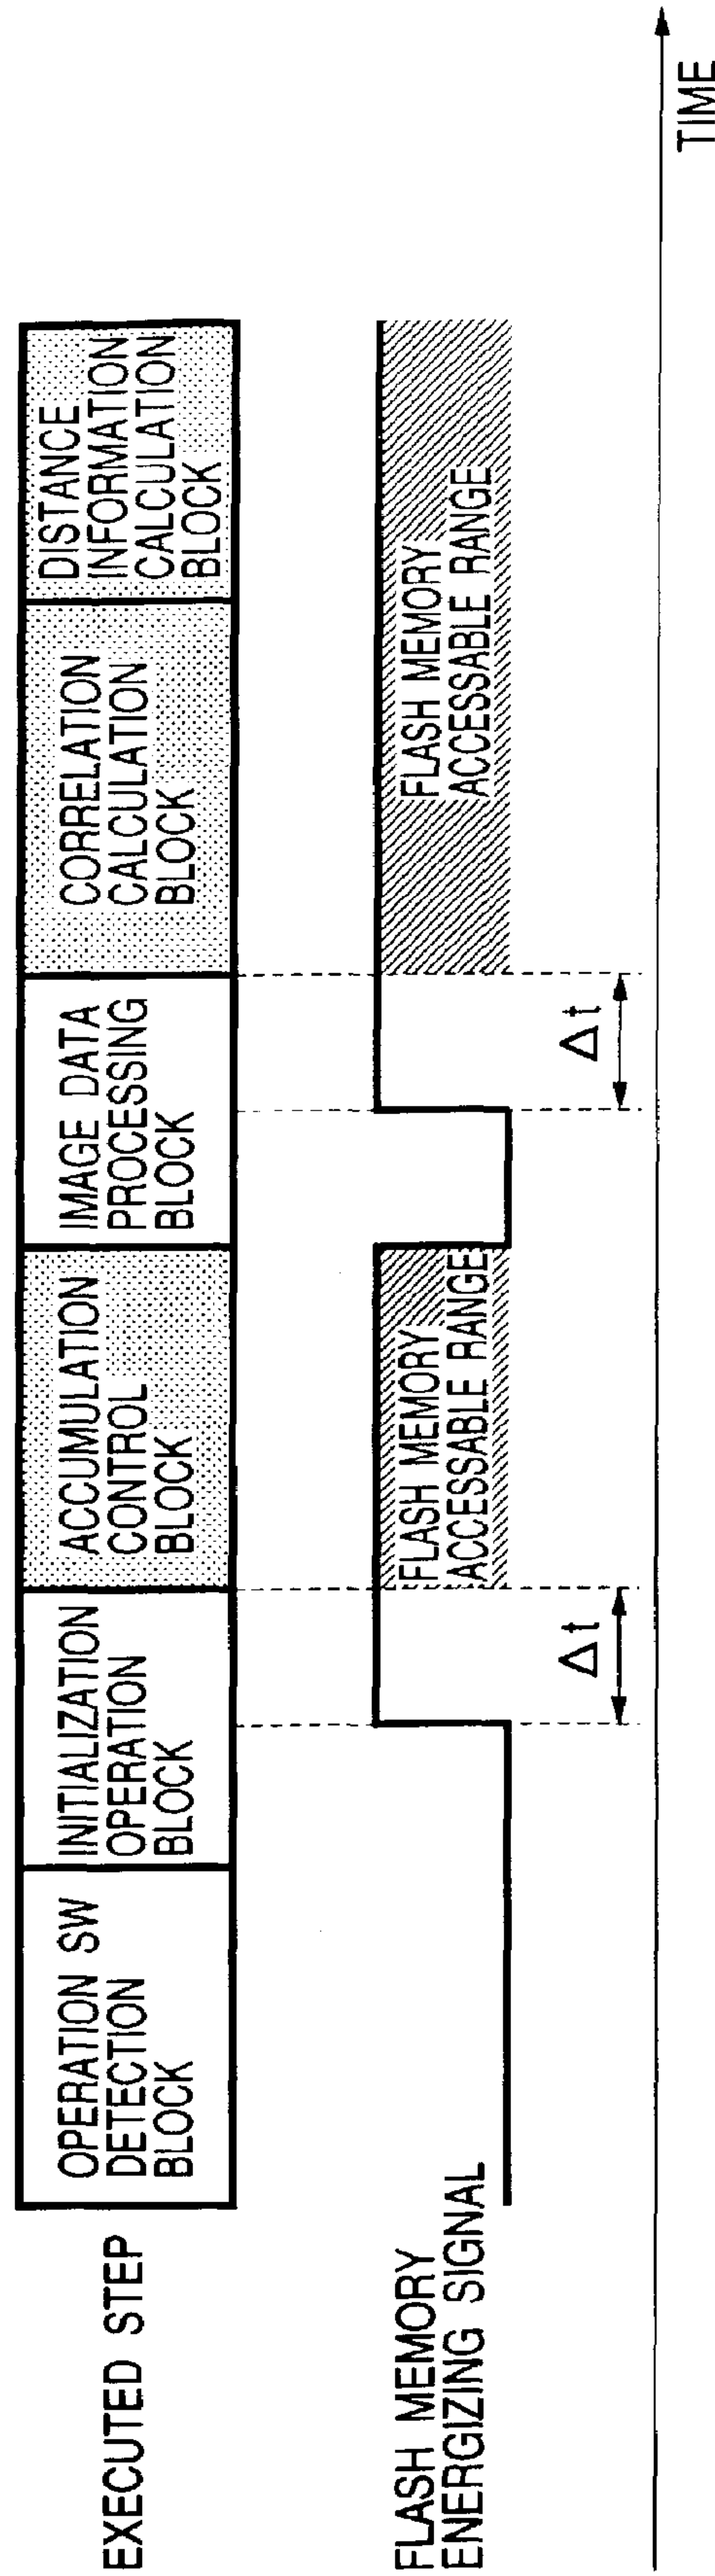 EXECUTED STEP
OPERATION SW
DETECTION
BLOCK
INITIALIZATION
OPERATION
BLOCK
ACCUMULATION
CONTROL
BLOCK
IMAGE DATA
PROCESSING
BLOCK
CORRELATION
CALCULATION
BLOCK
DISTANCE
INFORMATION
CALCULATION
BLOCK
FLASH MEMORY
ENERGIZING SIGNAL
FLASH MEMORY
ACCESSABLE RANGE
FLASH MEMORY
ACCESSABLE RANGE
Δt
Δt
TIME